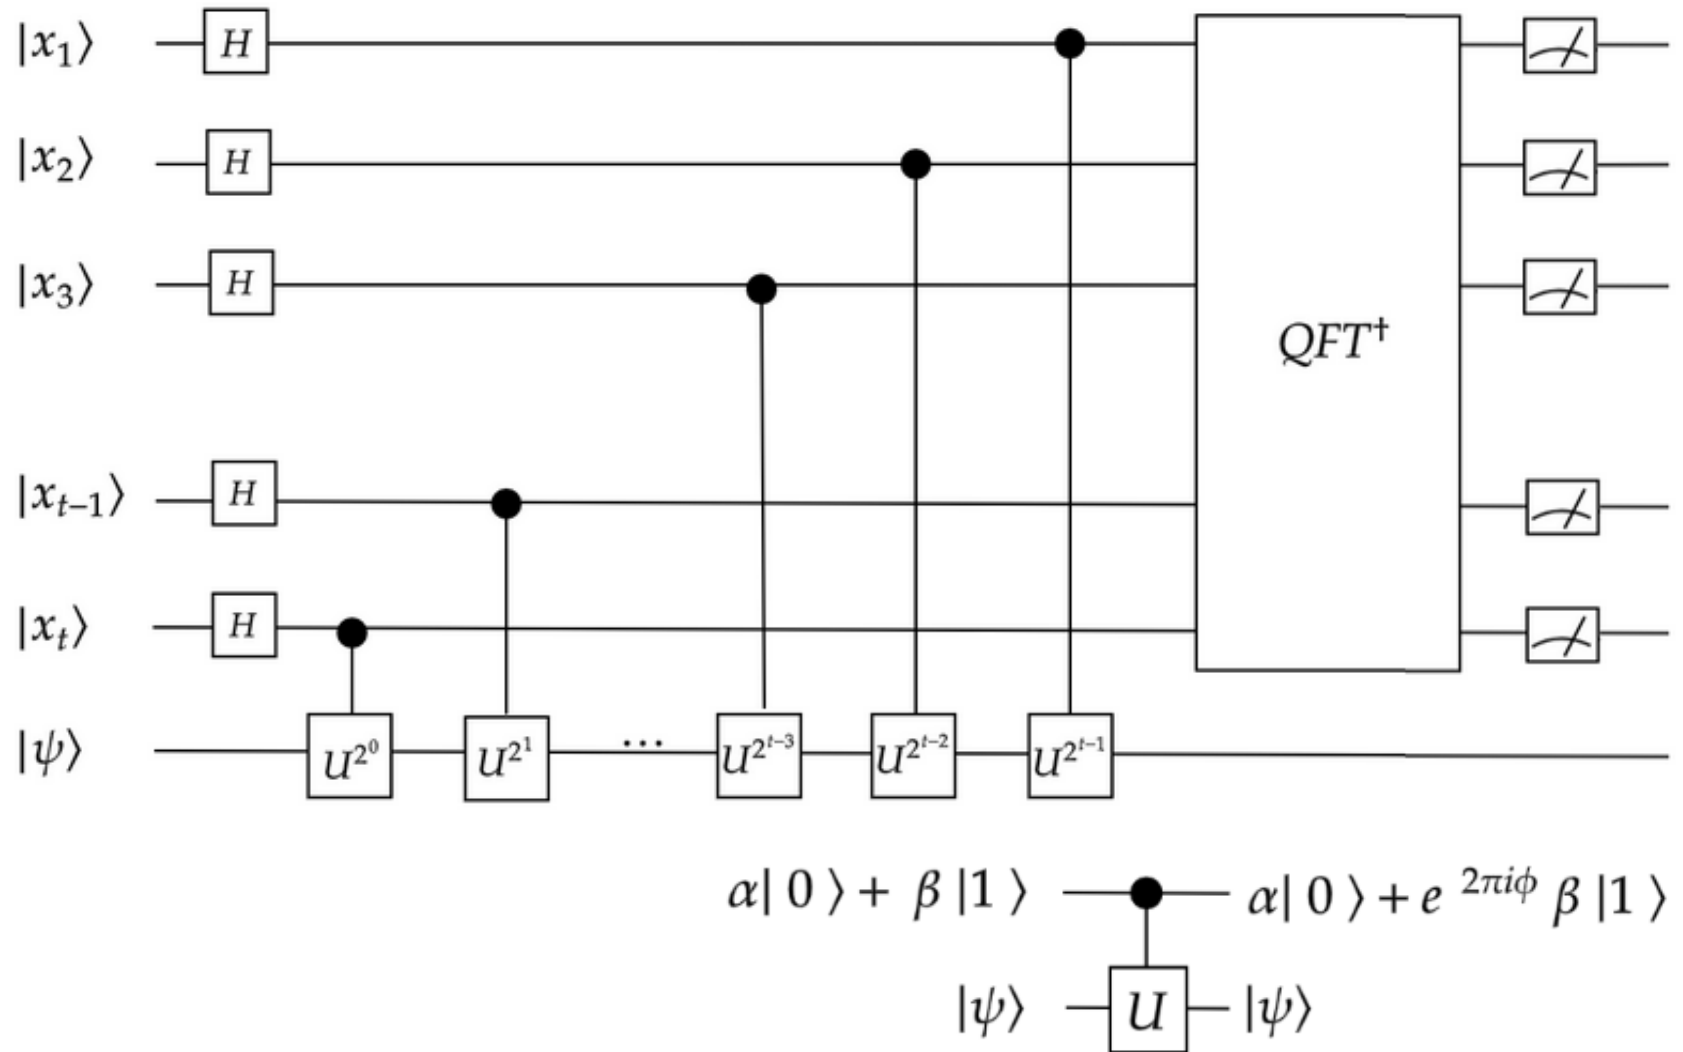 |x₁⟩ H
|x₂⟩ H
|x₃⟩ H
QFT†
|xₜ₋₁⟩ H
|xₜ⟩ H
|ψ⟩ U^{2^0} U^{2^1} ... U^{2^{t-3}} U^{2^{t-2}} U^{2^{t-1}}
α| 0 ⟩ + β |1 ⟩ α| 0 ⟩ + e ^{2πiϕ} β |1 ⟩
|ψ⟩ U |ψ⟩